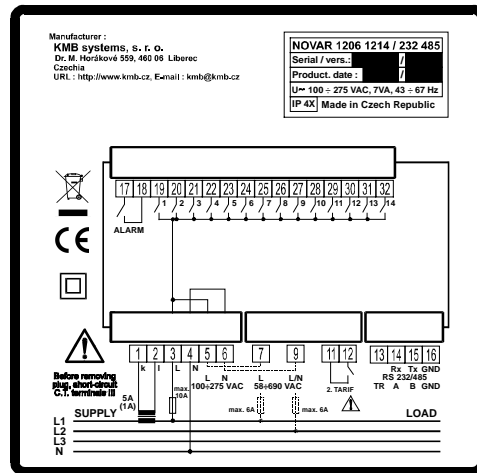 Manufacturer :
KMB systems, s. r. o.
Dr. M. Horákové 559, 460 06 Liberec
Czechia
URL : http://www.kmb.cz, E-mail : kmb@kmb.cz
NOVAR 1206 1214 / 232 485
Serial / vers.: /
Product. date : /
U~ 100 ÷ 275 VAC, 7VA, 43 ÷ 67 Hz
IP 4X Made in Czech Republic
17 18 19 20 21 22 23 24 25 26 27 28 29 30 31 32
1 2 3 4 5 6 7 8 9 10 11 12 13 14
ALARM
CE
1 2 3 4 5 6 7 9 11 12 13 14 15 16
k l L N
L N
100÷275 VAC
L L/N
58÷690 VAC
2. TARIF
Rx Tx GND
RS 232/485
TR A B GND
Before removing
plug, short-circuit
C.T. terminals !!!
5A
(1A)
max.
10A
max. 6A
max. 6A
SUPPLY
LOAD
L1
L2
L3
N